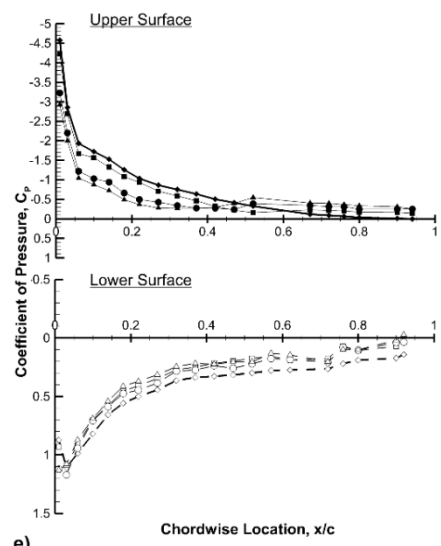 Upper Surface
-5
-4.5
-4
-3.5
-3
-2.5
-2
-1.5
-1
-0.5
0
0.5
1
0 0.2 0.4 0.6 0.8 1
Coefficient of Pressure, CP
Lower Surface
-0.5
0
0.5
1
1.5
0 0.2 0.4 0.6 0.8 1
Chordwise Location, x/c
e)